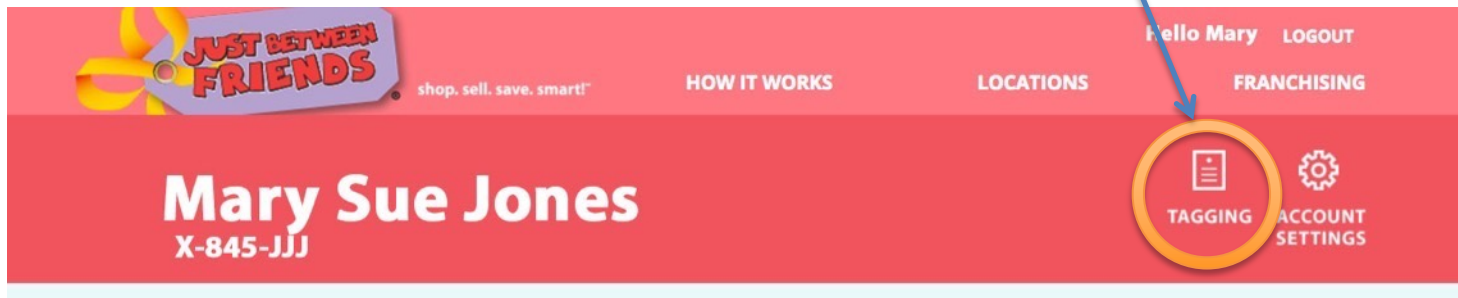 Hello Mary LOGOUT
JUST BETWEEN
FRIENDS®
shop. sell. save. smart!™
HOW IT WORKS LOCATIONS FRANCHISING
Mary Sue Jones
X-845-JJJ
TAGGING
ACCOUNT
SETTINGS